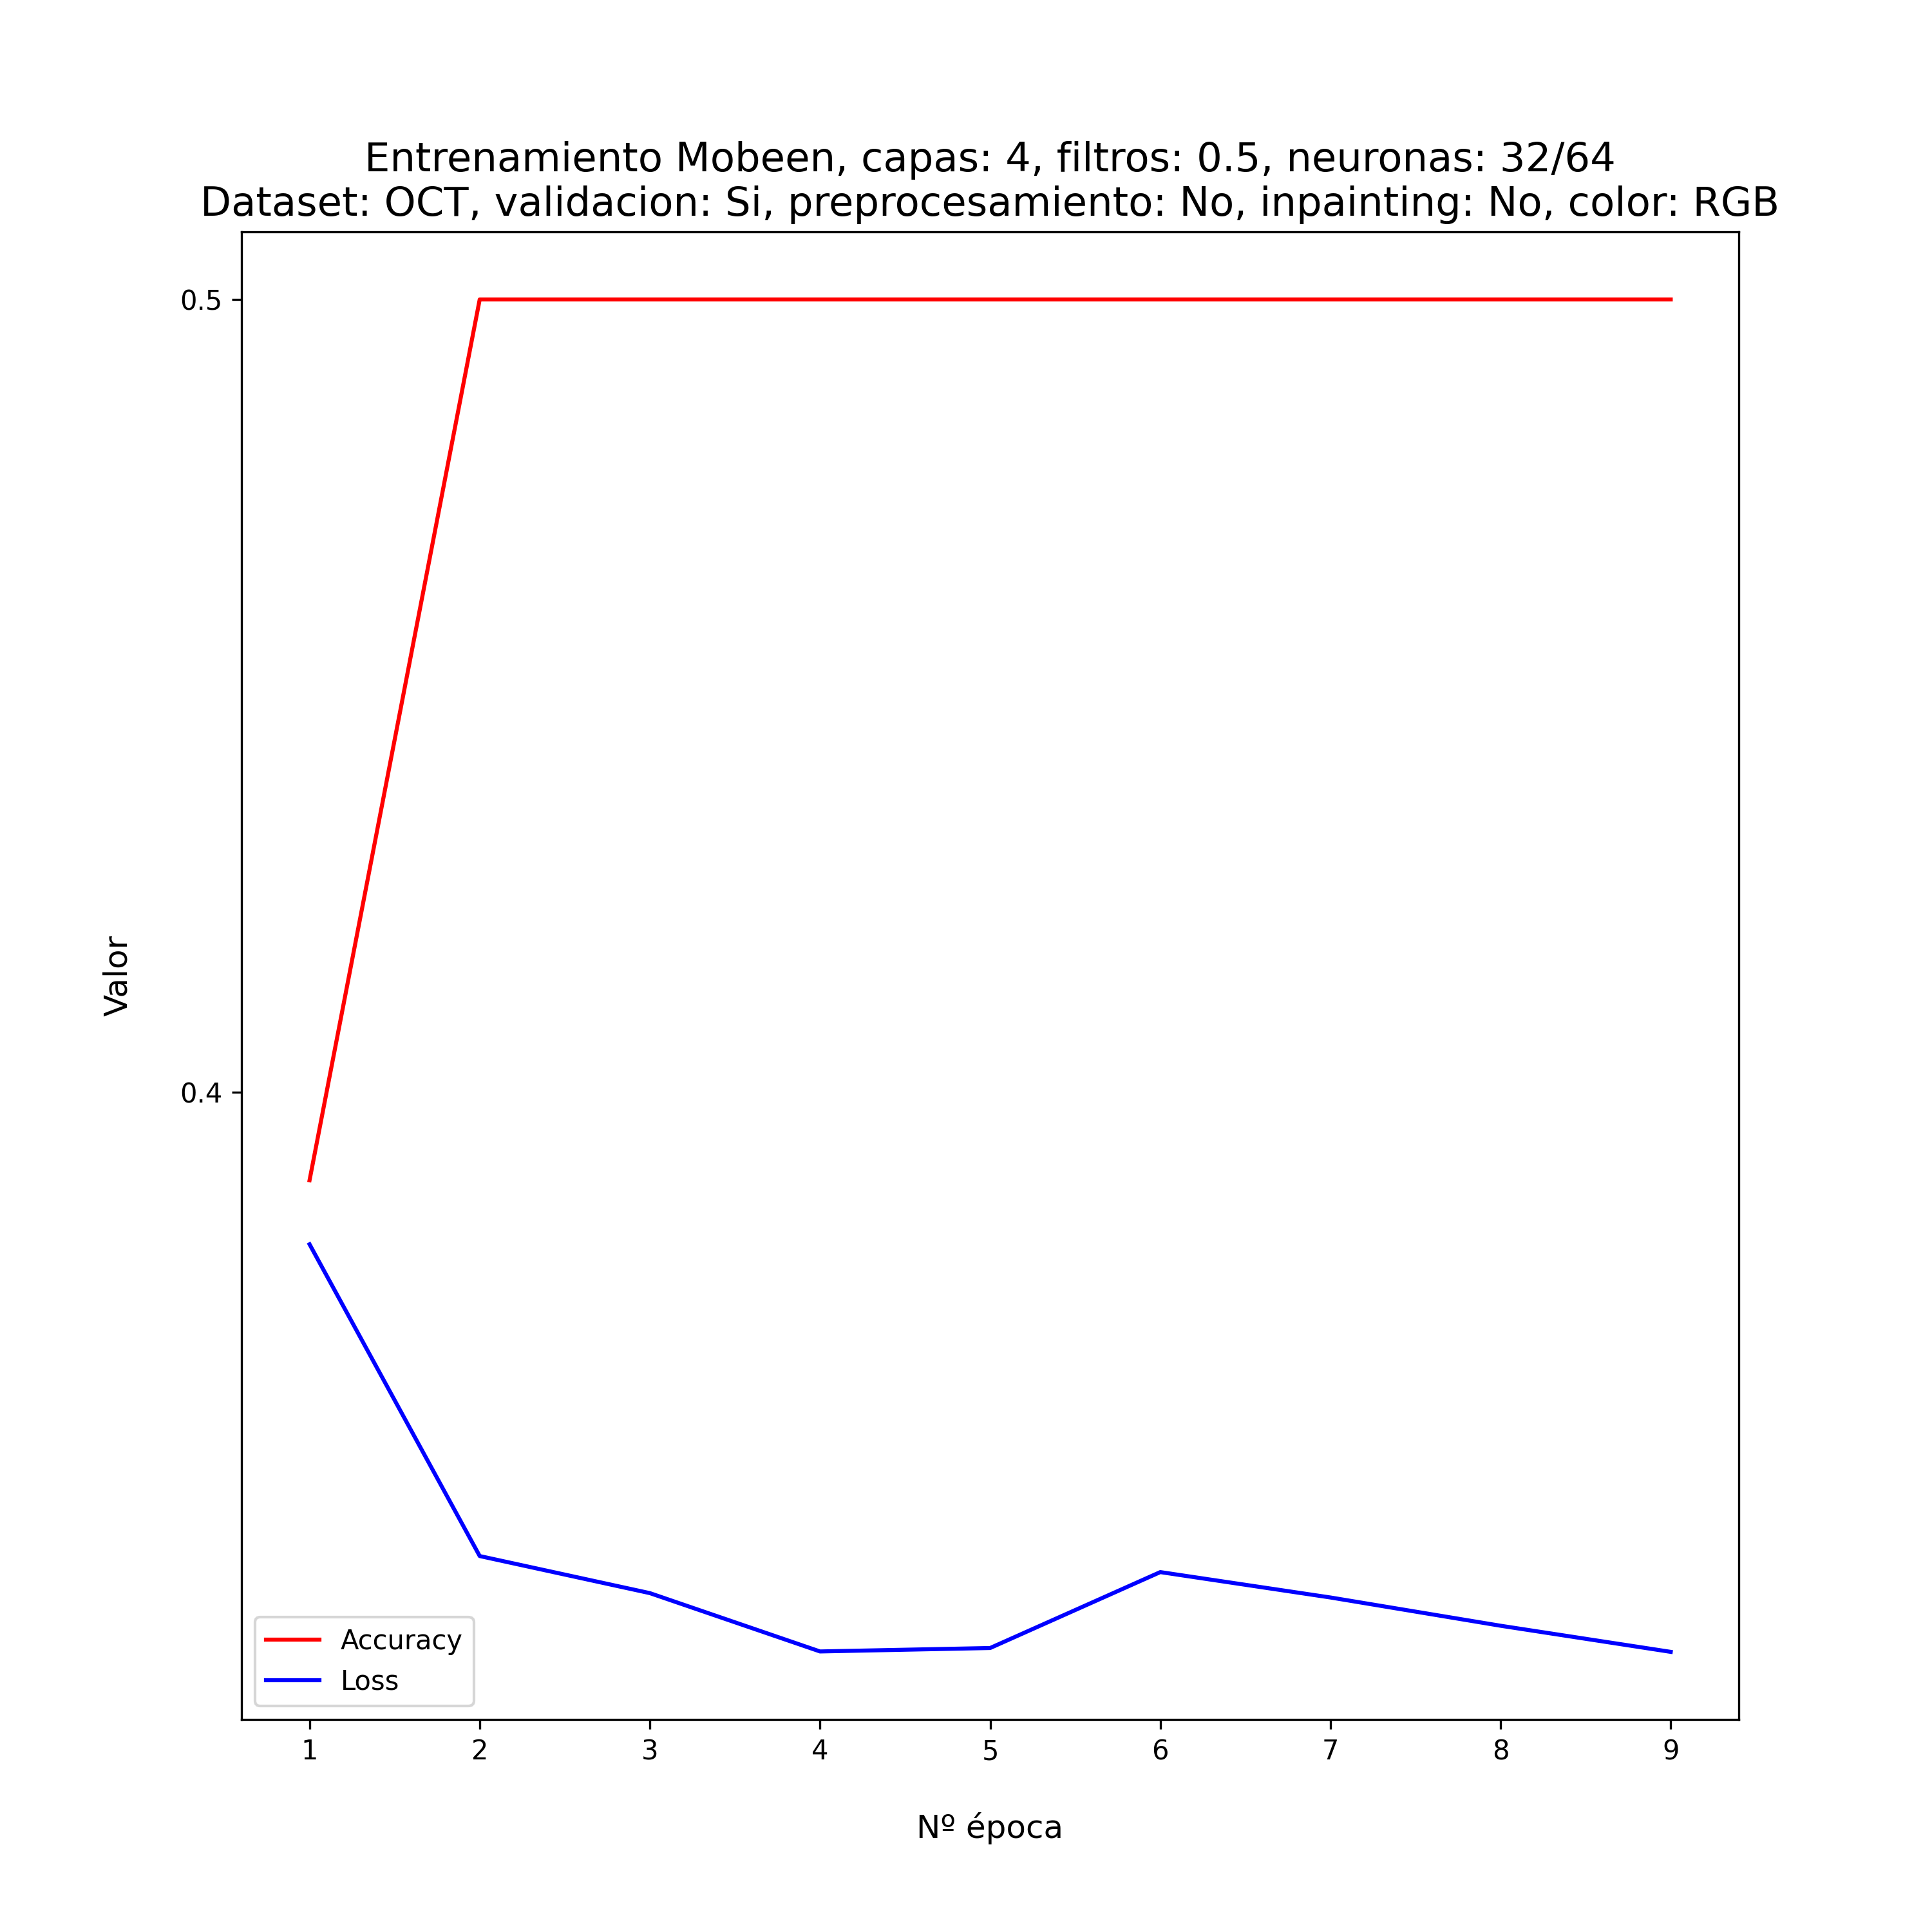 Entrenamiento Mobeen, capas: 4, filtros: 0.5, neuronas: 32/64
Dataset: OCT, validacion: Si, preprocesamiento: No, inpainting: No, color: RGB
0.5
0.4
Valor
Accuracy
Loss
1 2 3 4 5 6 7 8 9
Nº época